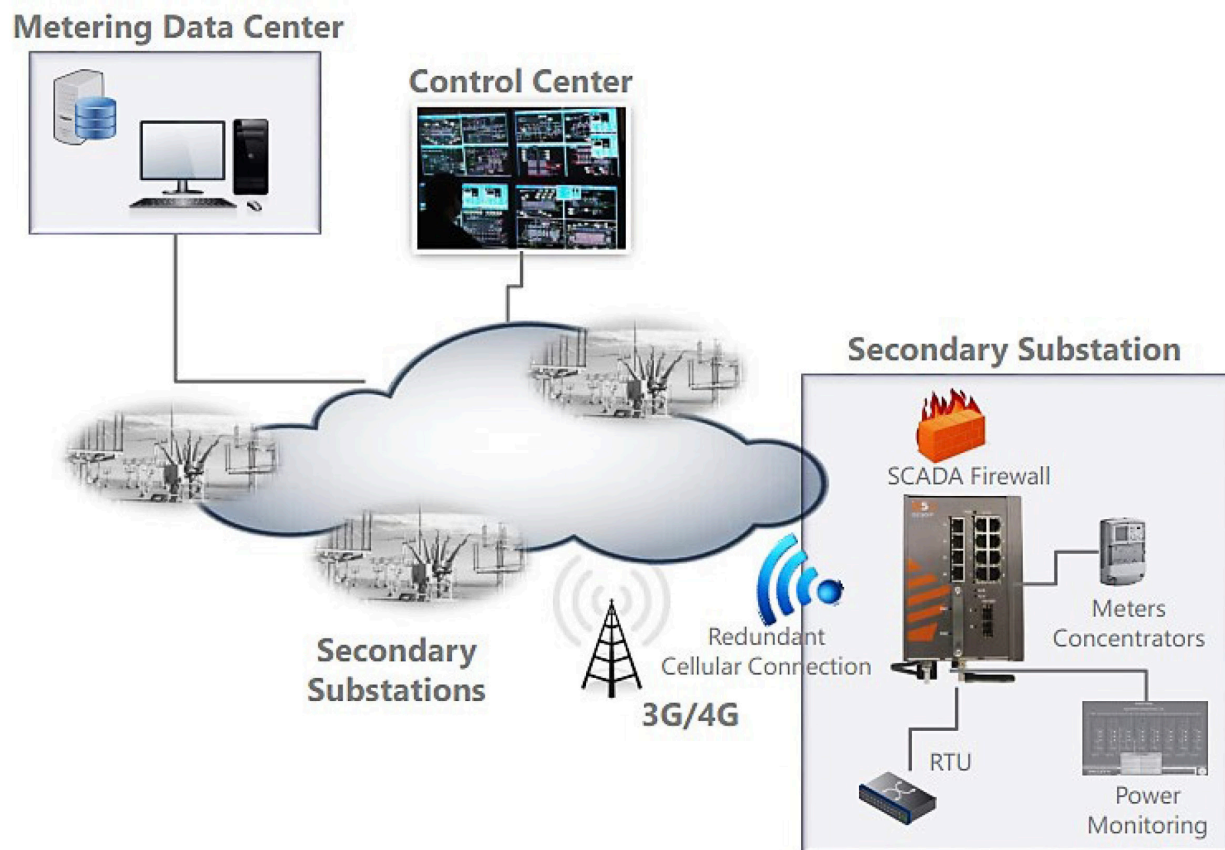 Metering Data Center
Control Center
Secondary Substation
SCADA Firewall
Meters
Concentrators
Redundant
Cellular Connection
Secondary
Substations
3G/4G
RTU
Power
Monitoring